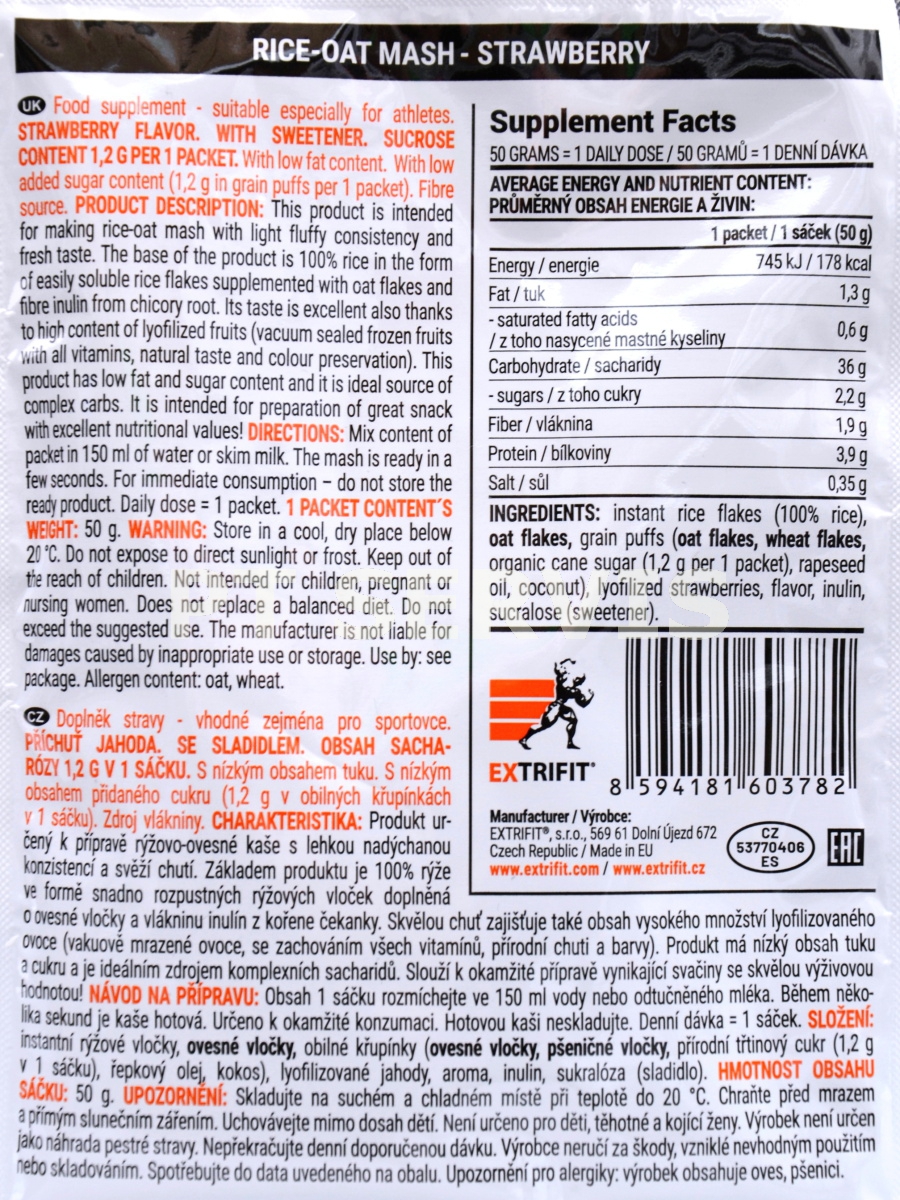 RICE-OAT MASH - STRAWBERRY
UK Food supplement - suitable especially for athletes.
STRAWBERRY FLAVOR. WITH SWEETENER. SUCROSE
CONTENT 1,2 G PER 1 PACKET. With low fat content. With low
added sugar content (1,2 g in grain puffs per 1 packet). Fibre
source. PRODUCT DESCRIPTION: This product is intended
for making rice-oat mash with light fluffy consistency and
fresh taste. The base of the product is 100% rice in the form
of easily soluble rice flakes supplemented with oat flakes and
fibre inulin from chicory root. Its taste is excellent also thanks
to high content of lyofilized fruits (vacuum sealed frozen fruits
with all vitamins, natural taste and colour preservation). This
product has low fat and sugar content and it is ideal source of
complex carbs. It is intended for preparation of great snack
with excellent nutritional values! DIRECTIONS: Mix content of
packet in 150 ml of water or skim milk. The mash is ready in a
few seconds. For immediate consumption – do not store the
ready product. Daily dose = 1 packet. 1 PACKET CONTENT´S
WEIGHT: 50 g. WARNING: Store in a cool, dry place below
20 °C. Do not expose to direct sunlight or frost. Keep out of
the reach of children. Not intended for children, pregnant or
nursing women. Does not replace a balanced diet. Do not
exceed the suggested use. The manufacturer is not liable for
damages caused by inappropriate use or storage. Use by: see
package. Allergen content: oat, wheat.
Supplement Facts
50 GRAMS = 1 DAILY DOSE / 50 GRAMŮ = 1 DENNÍ DÁVKA
AVERAGE ENERGY AND NUTRIENT CONTENT:
PRŮMĚRNÝ OBSAH ENERGIE A ŽIVIN:
1 packet / 1 sáček (50 g)
Energy / energie 745 kJ / 178 kcal
Fat / tuk 1,3 g
- saturated fatty acids
/ z toho nasycené mastné kyseliny 0,6 g
Carbohydrate / sacharidy 36 g
- sugars / z toho cukry 2,2 g
Fiber / vláknina 1,9 g
Protein / bílkoviny 3,9 g
Salt / sůl 0,35 g
INGREDIENTS: instant rice flakes (100% rice),
oat flakes, grain puffs (oat flakes, wheat flakes,
organic cane sugar (1,2 g per 1 packet), rapeseed
oil, coconut), lyofilized strawberries, flavor, inulin,
sucralose (sweetener).
EXTRIFIT®
8 594181 603782
Manufacturer / Výrobce:
EXTRIFIT®, s.r.o., 569 61 Dolní Újezd 672
Czech Republic / Made in EU
www.extrifit.com / www.extrifit.cz
CZ
53770406
ES
EAC
CZ Doplněk stravy - vhodné zejména pro sportovce.
PŘÍCHUŤ JAHODA. SE SLADIDLEM. OBSAH SACHA-
RÓZY 1,2 G V 1 SÁČKU. S nízkým obsahem tuku. S nízkým
obsahem přidaného cukru (1,2 g v obilných křupínkách
v 1 sáčku). Zdroj vlákniny. CHARAKTERISTIKA: Produkt ur-
čený k přípravě rýžovo-ovesné kaše s lehkou nadýchanou
konzistencí a svěží chutí. Základem produktu je 100% rýže
ve formě snadno rozpustných rýžových vloček doplněná
o ovesné vločky a vlákninu inulín z kořene čekanky. Skvělou chuť zajišťuje také obsah vysokého množství lyofilizovaného
ovoce (vakuově mrazené ovoce, se zachováním všech vitamínů, přírodní chuti a barvy). Produkt má nízký obsah tuku
a cukru a je ideálním zdrojem komplexních sacharidů. Slouží k okamžité přípravě vynikající svačiny se skvělou výživovou
hodnotou! NÁVOD NA PŘÍPRAVU: Obsah 1 sáčku rozmíchejte ve 150 ml vody nebo odtučněného mléka. Během něko-
lika sekund je kaše hotová. Určeno k okamžité konzumaci. Hotovou kaši neskladujte. Denní dávka = 1 sáček. SLOŽENÍ:
instantní rýžové vločky, ovesné vločky, obilné křupínky (ovesné vločky, pšeničné vločky, přírodní třtinový cukr (1,2 g
v 1 sáčku), řepkový olej, kokos), lyofilizované jahody, aroma, inulin, sukralóza (sladidlo). HMOTNOST OBSAHU
SÁČKU: 50 g. UPOZORNĚNÍ: Skladujte na suchém a chladném místě při teplotě do 20 °C. Chraňte před mrazem
a přímým slunečním zářením. Uchovávejte mimo dosah dětí. Není určeno pro děti, těhotné a kojící ženy. Výrobek není určen
jako náhrada pestré stravy. Nepřekračujte denní doporučenou dávku. Výrobce neručí za škody, vzniklé nevhodným použitím
nebo skladováním. Spotřebujte do data uvedeného na obalu. Upozornění pro alergiky: výrobek obsahuje oves, pšenici.